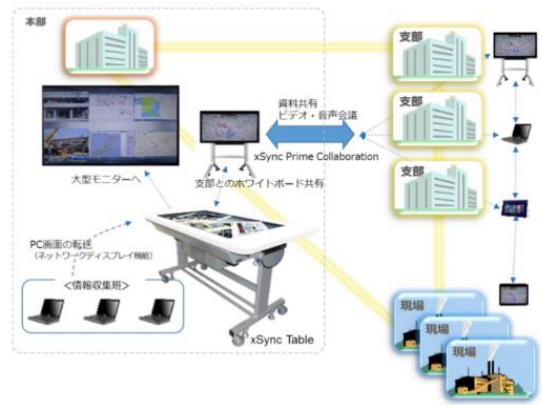 本部
支部
支部
支部
資料共有
ビデオ・音声会議
xSync Prime Collaboration
大型モニターへ
支部とのホワイトボード共有
PC画面の転送
（ネットワークディスプレイ機能）
＜情報収集班＞
xSync Table
現場
現場
現場